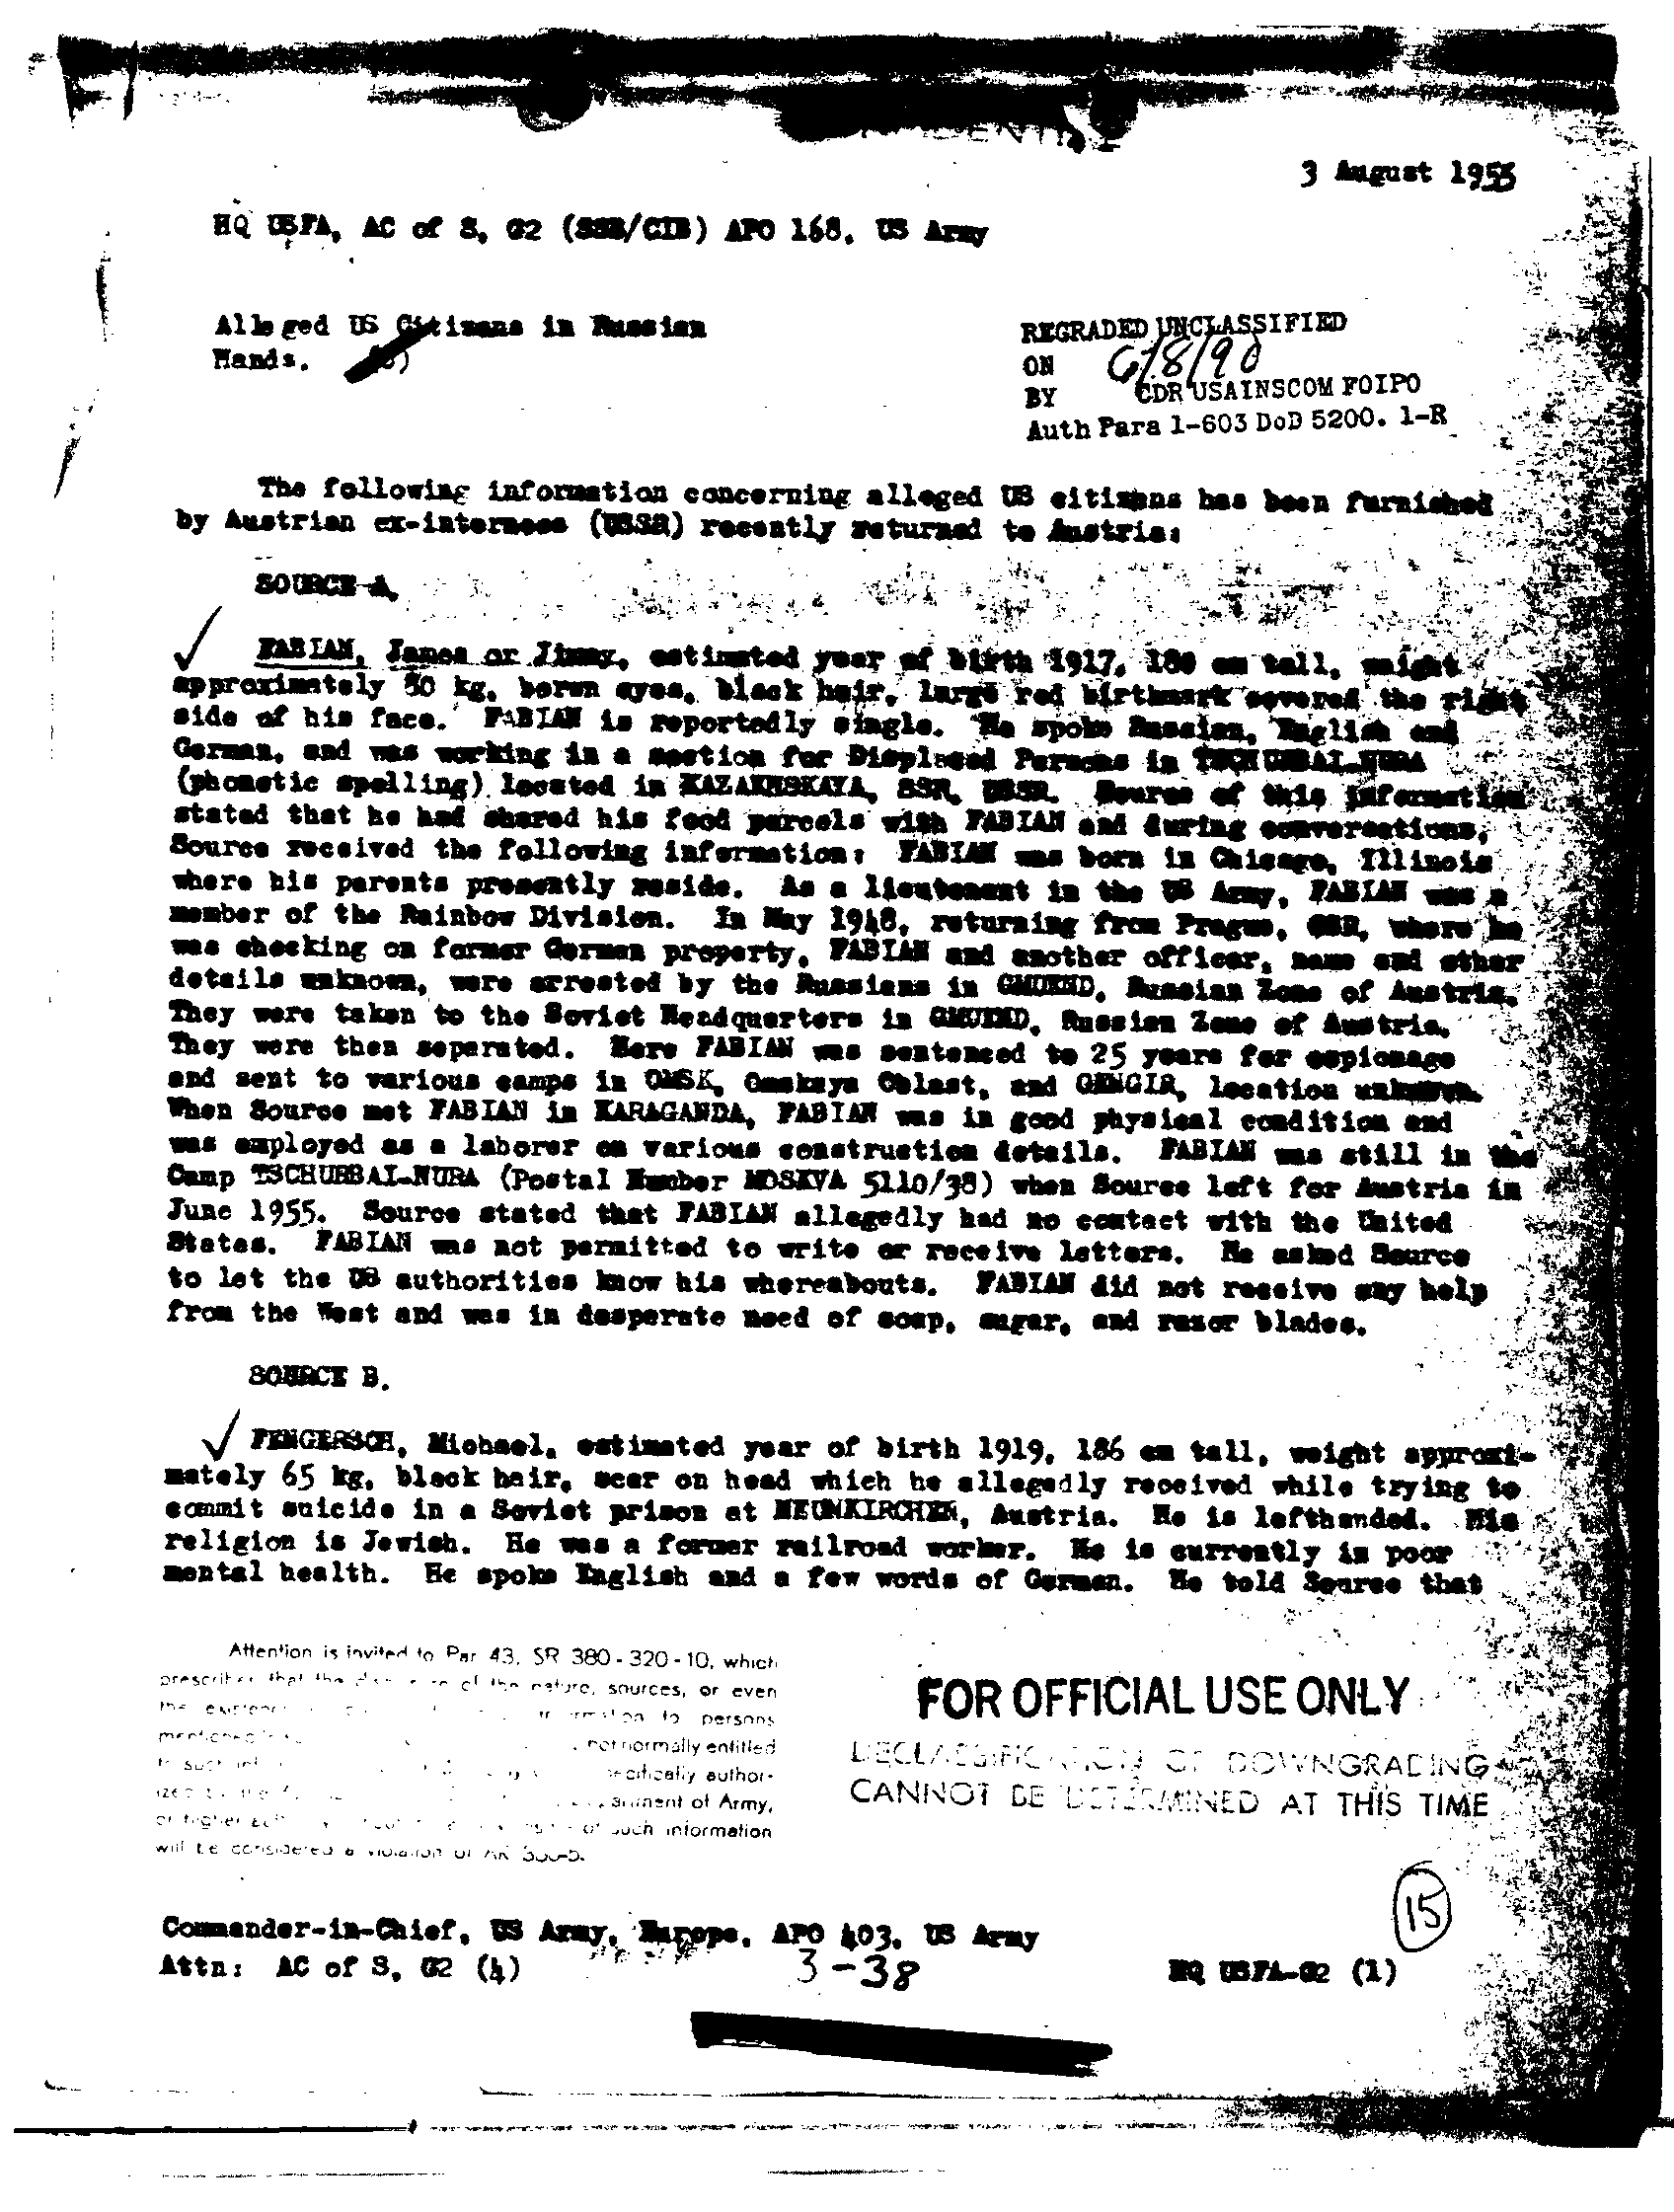 3 August 1955
HQ USFA, AC of S, G2 (SSB/CIB) APO 168, US Army
Alleged US Citizens in Russian
Hands.
REGRADED UNCLASSIFIED
ON 6/8/90
BY CDR USAINSCOM FOIPO
Auth Para 1-603 DoD 5200. 1-R
The following information concerning alleged US citizens has been furnished
by Austrian ex-internees (USSR) recently returned to Austria:
SOURCE A.
FABIAN, James or Jimmy, estimated year of birth 1917, 180 cm tall, weight
approximately 80 kg, borwn eyes, black hair, large red birthmark covered the right
side of his face. FABIAN is reportedly single. He spoke Russian, English and
German, and was working in a section for Displaced Persons in
(phonetic spelling) located in KAZAKHSKAYA, SSR, USSR. Source of this information
stated that he had shared his food parcels with FABIAN and during conversations,
Source received the following information: FABIAN was born in Chicago, Illinois
where his parents presently reside. As a lieutenant in the US Army, FABIAN was a
member of the Rainbow Division. In May 1948, returning from Prague, CSR, where he
was checking on former German property, FABIAN and another officer, name and other
details unknown, were arrested by the Russians in GMUEND, Russian Zone of Austria.
They were taken to the Soviet Headquarters in GMUEND, Russian Zone of Austria.
They were then separated. Here FABIAN was sentenced to 25 years for espionage
and sent to various camps in OMSK, Omskaya Oblast, and GENGIR, location unknown.
When Source met FABIAN in KARAGANDA, FABIAN was in good physical condition and
was employed as a laborer on various construction details. FABIAN was still in the
Camp TSCHURBAI-NURA (Postal Number MOSKVA 5110/38) when Source left for Austria in
June 1955. Source stated that FABIAN allegedly had no contact with the United
States. FABIAN was not permitted to write or receive letters. He asked Source
to let the US authorities know his whereabouts. FABIAN did not receive any help
from the West and was in desperate need of soap, sugar, and razor blades.
SOURCE B.
FENGERSCH, Michael, estimated year of birth 1919, 186 cm tall, weight approxi-
mately 65 kg, black hair, scar on head which he allegedly received while trying to
commit suicide in a Soviet prison at NEUNKIRCHEN, Austria. He is lefthanded. His
religion is Jewish. He was a former railroad worker. He is currently in poor
mental health. He spoke English and a few words of German. He told Source that
Attention is invited to Par 43, SR 380-320-10, which
prescribes that the of the nature, sources, or even
the information to persons
not normally entitled
to such specifically author-
of Army,
or higher of such information
will be considered a violation of AR
FOR OFFICIAL USE ONLY
DECLASSIFICATION OR DOWNGRADING
CANNOT BE DETERMINED AT THIS TIME
15
Commander-in-Chief, US Army, Europe, APO 403, US Army
Attn: AC of S, G2 (4)
3-38
HQ USFA-G2 (1)